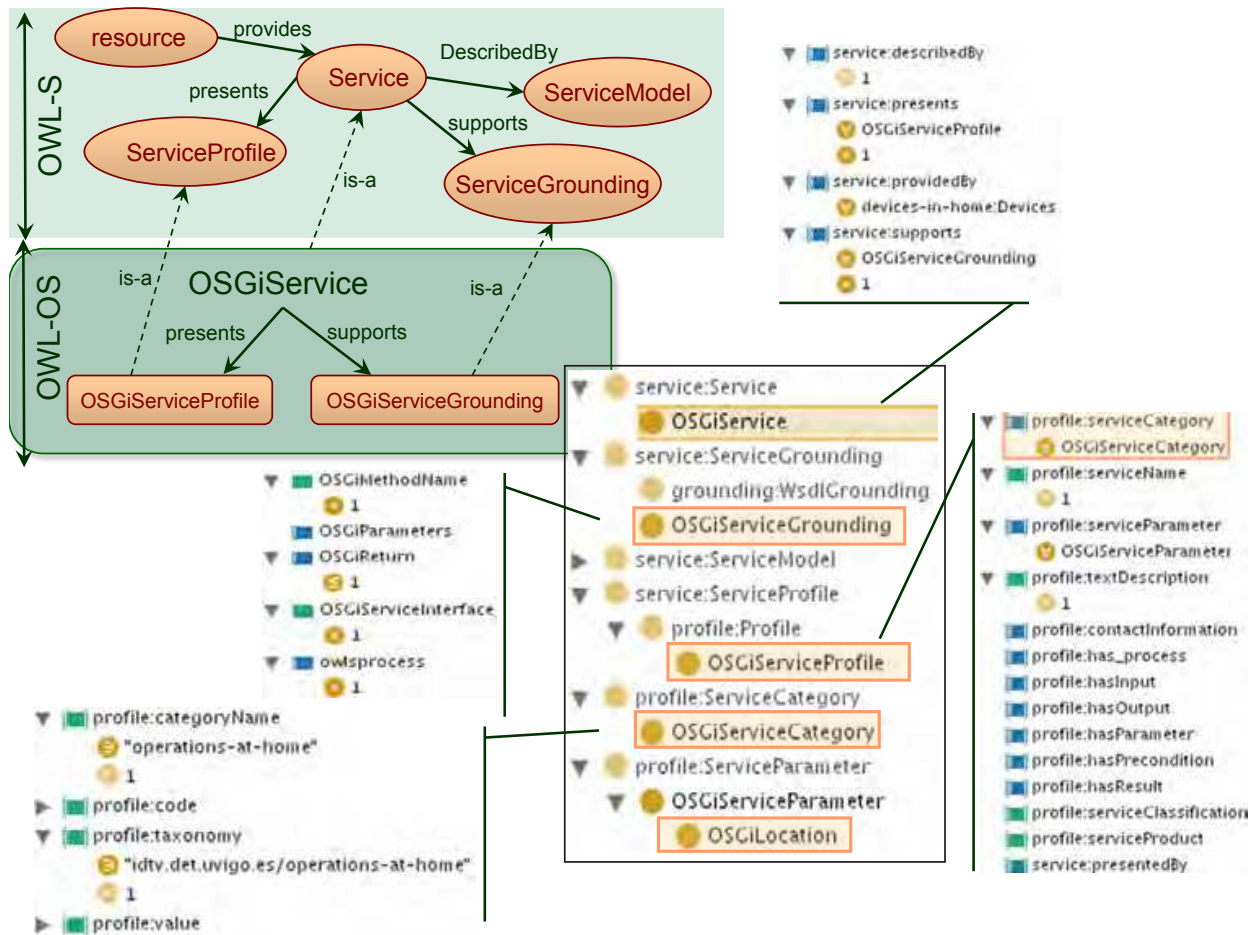 OWL-S
resource
provides
Service
DescribedBy
ServiceModel
presents
supports
ServiceProfile
ServiceGrounding
is-a
OWL-OS
is-a
OSGiService
is-a
presents
supports
OSGiServiceProfile
OSGiServiceGrounding
service:describedBy
1
service:presents
OSGiServiceProfile
1
service:providedBy
devices-in-home:Devices
service:supports
OSGiServiceGrounding
1
service:Service
OSGiService
service:ServiceGrounding
grounding:WsdlGrounding
OSGiServiceGrounding
service:ServiceModel
service:ServiceProfile
profile:Profile
OSGiServiceProfile
profile:ServiceCategory
OSGiServiceCategory
profile:ServiceParameter
OSGiServiceParameter
OSGiLocation
profile:serviceCategory
OSGiServiceCategory
profile:serviceName
1
profile:serviceParameter
OSGiServiceParameter
profile:textDescription
1
profile:contactInformation
profile:has_process
profile:hasInput
profile:hasOutput
profile:hasParameter
profile:hasPrecondition
profile:hasResult
profile:serviceClassification
profile:serviceProduct
service:presentedBy
OSGiMethodName
1
OSGiParameters
OSGiReturn
1
OSGiServiceInterface
1
owlsprocess
1
profile:categoryName
"operations-at-home"
1
profile:code
profile:taxonomy
"idtv.det.uvigo.es/operations-at-home"
1
profile:value